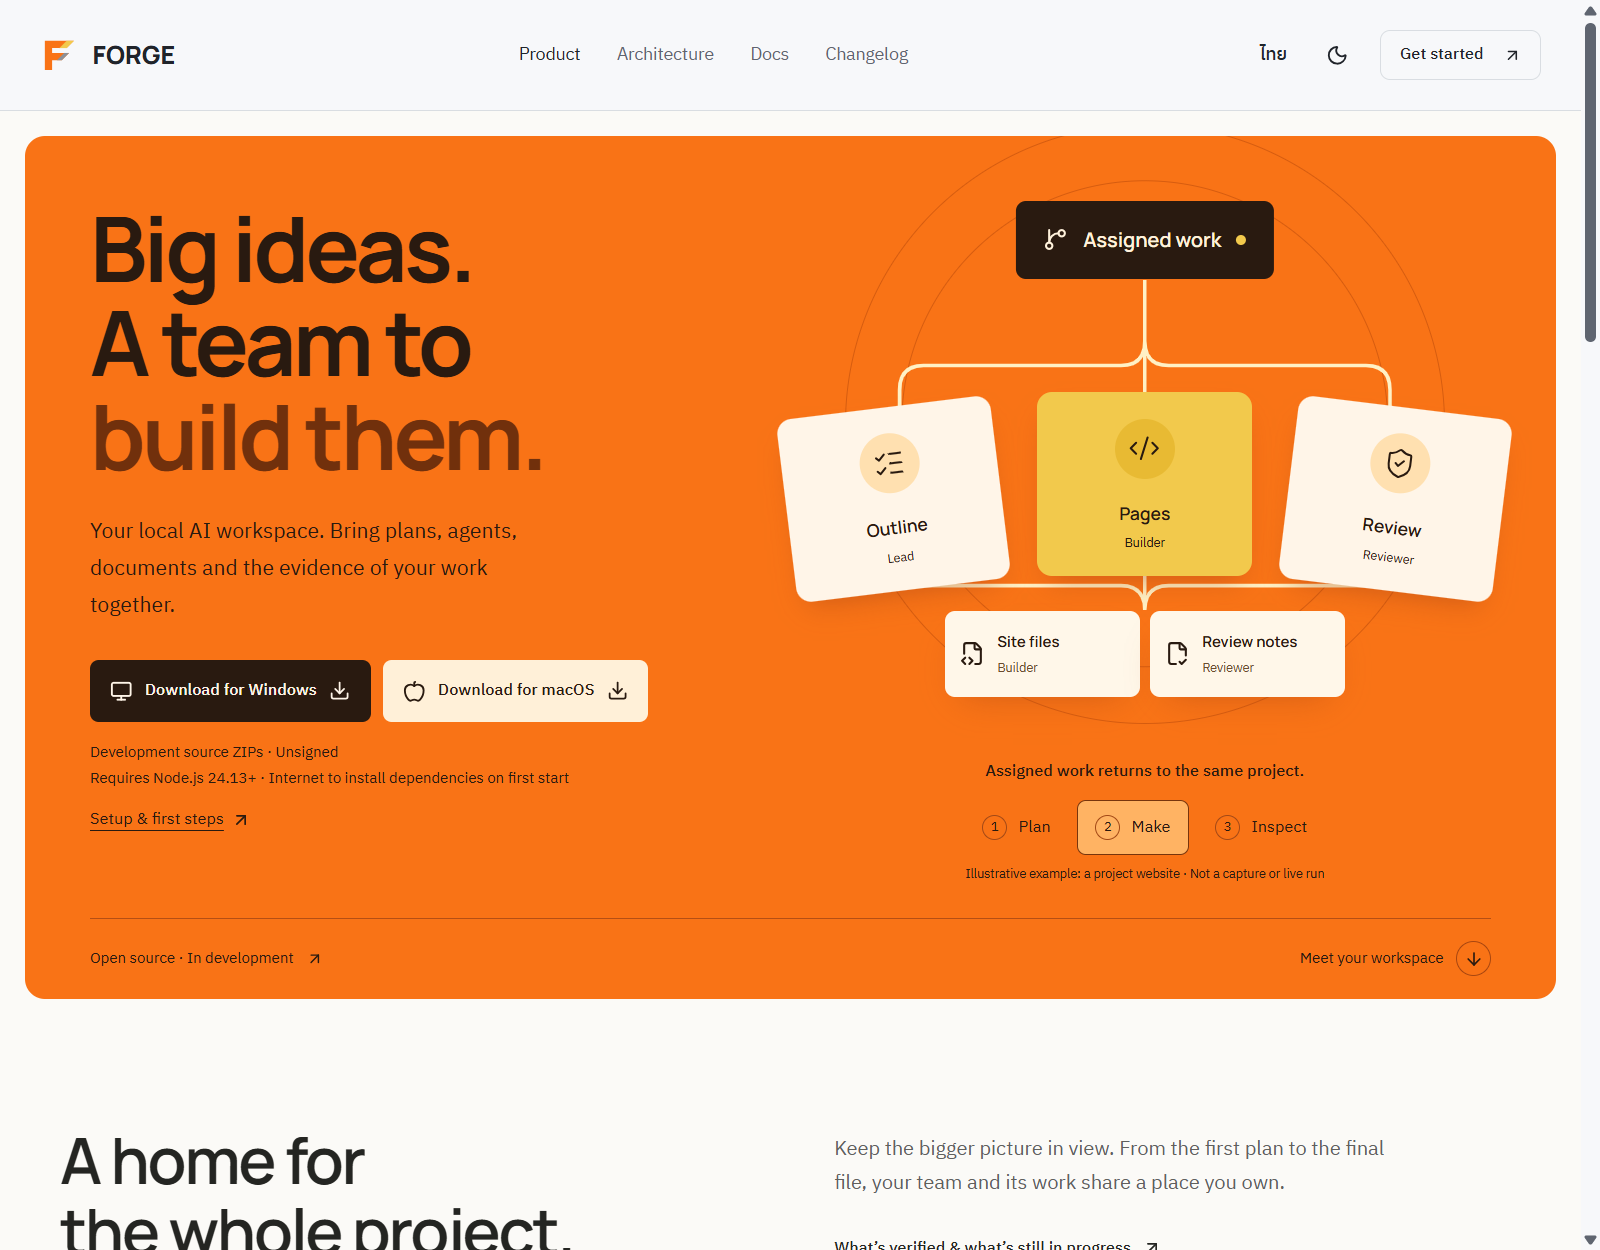 FORGE
Product
Architecture
Docs
Changelog
ไทย
Get started
Big ideas.
A team to
build them.
Your local AI workspace. Bring plans, agents,
documents and the evidence of your work
together.
Download for Windows
Download for macOS
Development source ZIPs · Unsigned
Requires Node.js 24.13+ · Internet to install dependencies on first start
Setup & first steps
Assigned work
Outline
Lead
Pages
Builder
Review
Reviewer
Site files
Builder
Review notes
Reviewer
Assigned work returns to the same project.
1 Plan
2 Make
3 Inspect
Illustrative example: a project website · Not a capture or live run
Open source · In development
Meet your workspace
A home for
the whole project.
Keep the bigger picture in view. From the first plan to the final
file, your team and its work share a place you own.
What’s verified & what’s still in progress